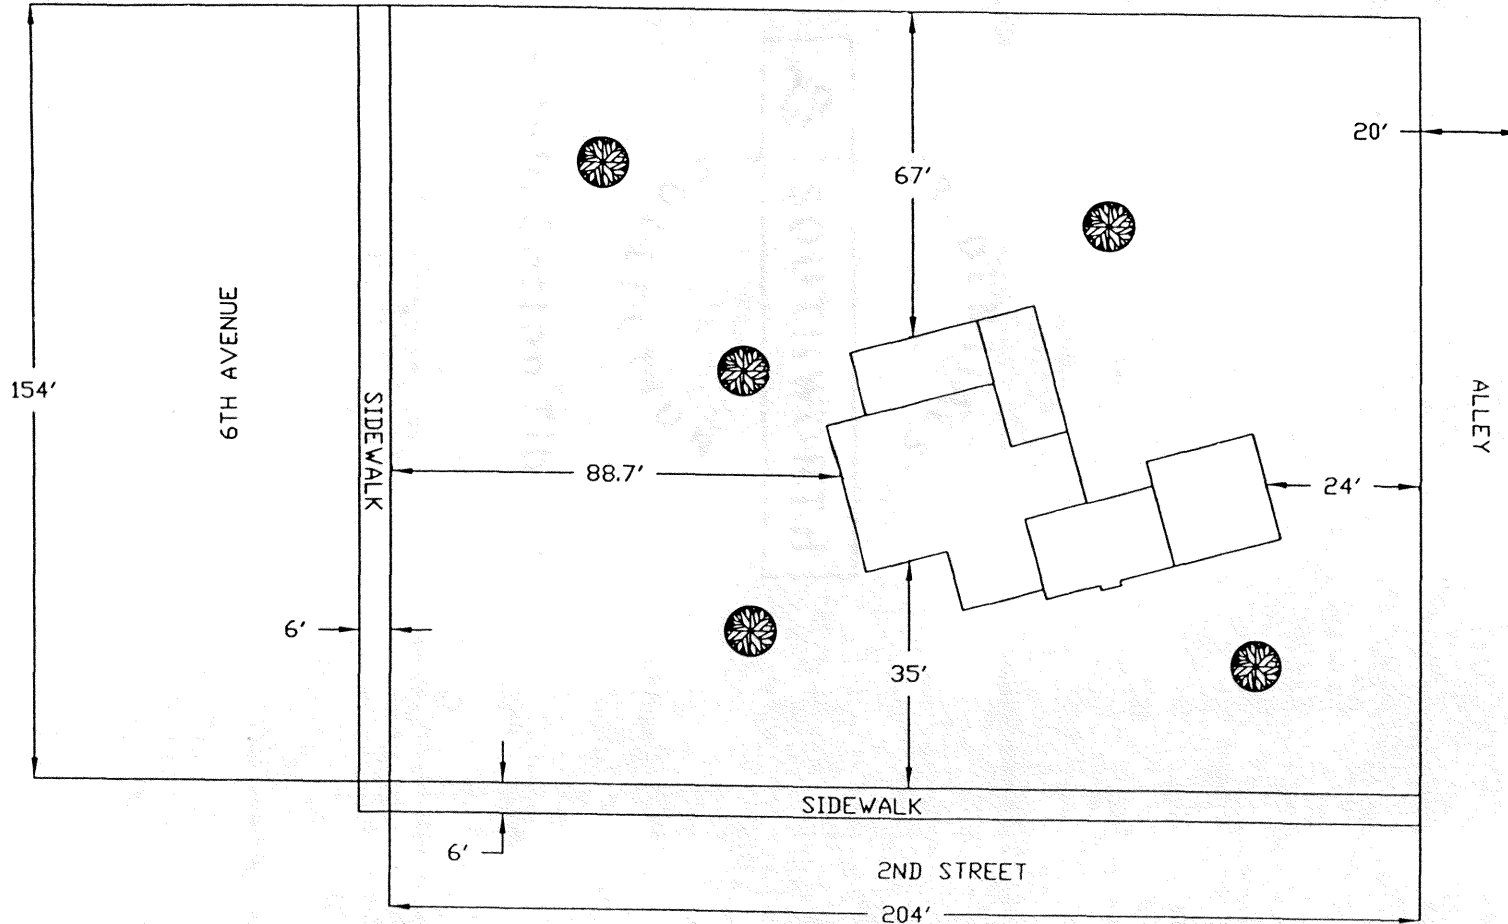 67'
20'
6TH AVENUE
154'
SIDEWALK
ALLEY
88.7'
24'
6'
35'
SIDEWALK
6'
2ND STREET
204'